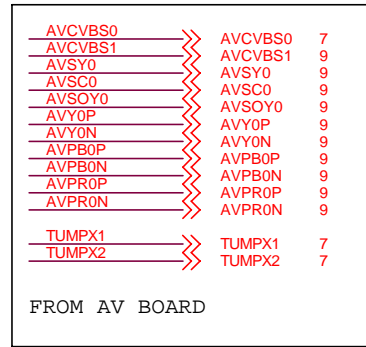 AVCVBS0 AVCVBS0 7
AVCVBS1 AVCVBS1 9
AVSY0 AVSY0 9
AVSC0 AVSC0 9
AVSOY0 AVSOY0 9
AVY0P AVY0P 9
AVY0N AVY0N 9
AVPB0P AVPB0P 9
AVPB0N AVPB0N 9
AVPR0P AVPR0P 9
AVPR0N AVPR0N 9
TUMPX1 TUMPX1 7
TUMPX2 TUMPX2 7
FROM AV BOARD